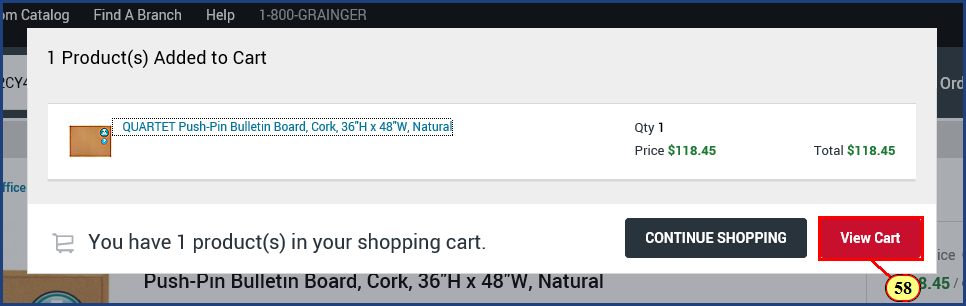 om Catalog Find A Branch Help 1-800-GRAINGER
1 Product(s) Added to Cart
2CY4
Ord
QUARTET Push-Pin Bulletin Board, Cork, 36"H x 48"W, Natural
Qty 1
Price $118.45 Total $118.45
ffice
You have 1 product(s) in your shopping cart.
CONTINUE SHOPPING
View Cart
ice
Push-Pin Bulletin Board, Cork, 36"H x 48"W, Natural
8.45 /
58